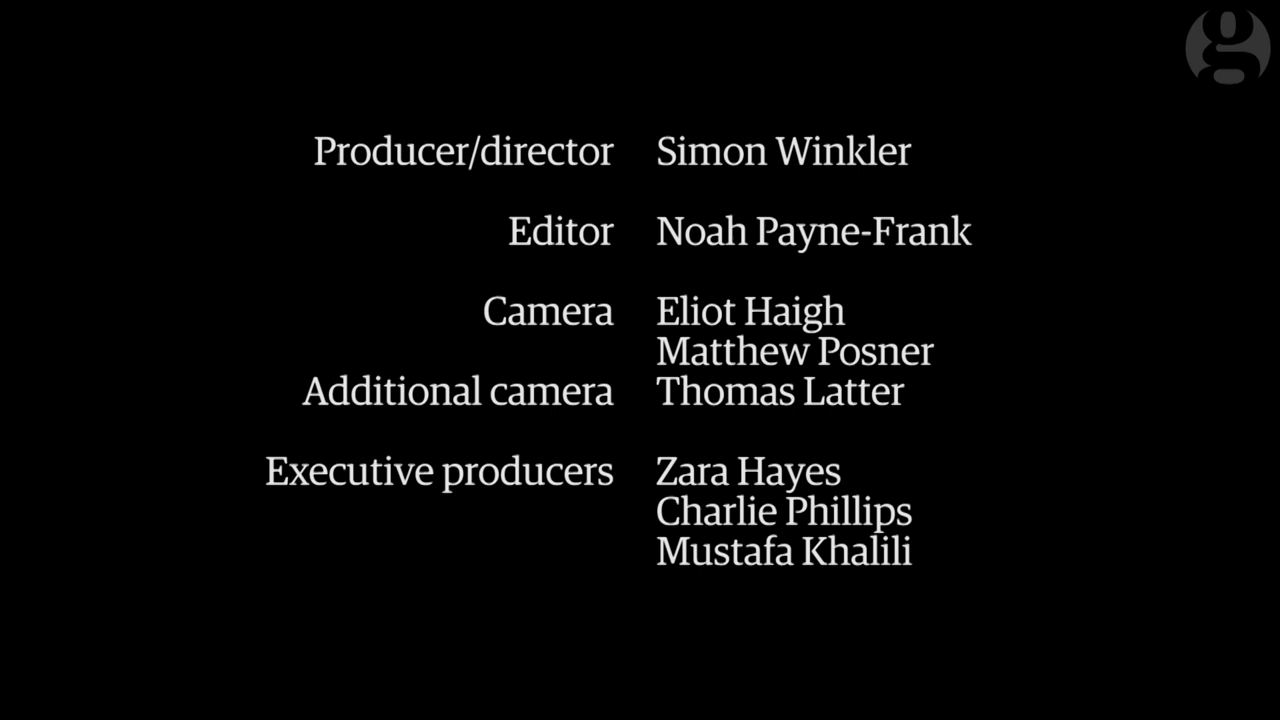 g
Producer/director Simon Winkler
Editor Noah Payne-Frank
Camera Eliot Haigh
Matthew Posner
Additional camera Thomas Latter
Executive producers Zara Hayes
Charlie Phillips
Mustafa Khalili